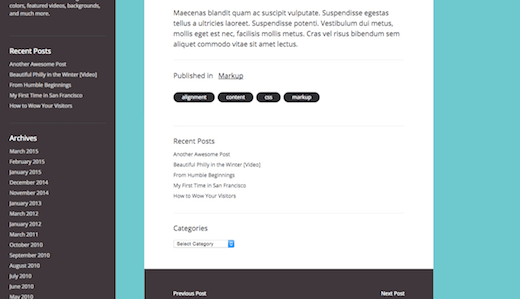 colors, featured videos, backgrounds,
and much more.
Recent Posts
Another Awesome Post
Beautiful Philly in the Winter [Video]
From Humble Beginnings
My First Time in San Francisco
How to Wow Your Visitors
Archives
March 2015
February 2015
January 2015
December 2014
November 2014
January 2013
March 2012
January 2012
March 2011
October 2010
September 2010
August 2010
July 2010
June 2010
May 2010
Maecenas blandit quam ac suscipit vulputate. Suspendisse egestas
tellus a ultricies laoreet. Suspendisse potenti. Vestibulum dui metus,
mollis eget est nec, facilisis mollis metus. Cras vel risus bibendum sem
aliquet commodo vitae sit amet lectus.
Published in Markup
alignment content css markup
Recent Posts
Another Awesome Post
Beautiful Philly in the Winter [Video]
From Humble Beginnings
My First Time in San Francisco
How to Wow Your Visitors
Categories
Select Category
Previous Post Next Post